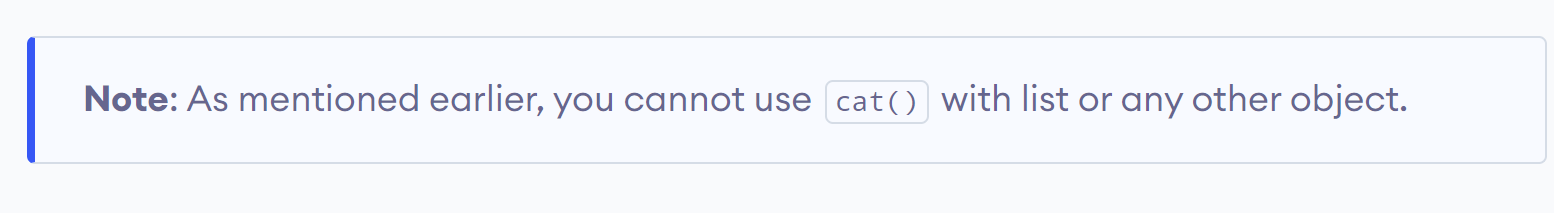 Note: As mentioned earlier, you cannot use cat() with list or any other object.